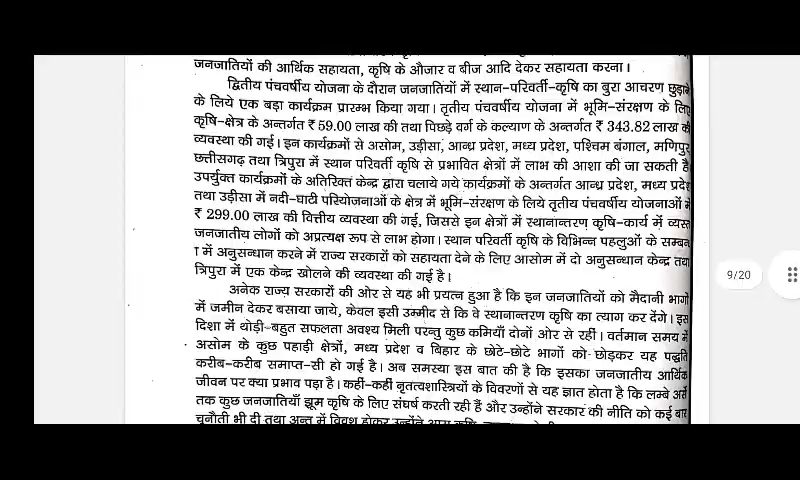 जनजातियों की आर्थिक सहायता, कृषि के औजार व बीज आदि देकर सहायता करना।
द्वितीय पंचवर्षीय योजना के दौरान जनजातियों में स्थान-परिवर्ती-कृषि का बुरा आचरण छुड़ाने
के लिये एक बड़ा कार्यक्रम प्रारम्भ किया गया। तृतीय पंचवर्षीय योजना में भूमि-संरक्षण के लिए
कृषि-क्षेत्र के अन्तर्गत ₹ 59.00 लाख की तथा पिछड़े वर्ग के कल्याण के अन्तर्गत ₹ 343.82 लाख की
व्यवस्था की गई। इन कार्यक्रमों से असोम, उड़ीसा, आन्ध्र प्रदेश, मध्य प्रदेश, पश्चिम बंगाल, मणिपुर
छत्तीसगढ़ तथा त्रिपुरा में स्थान परिवर्ती कृषि से प्रभावित क्षेत्रों में लाभ की आशा की जा सकती है
उपर्युक्त कार्यक्रमों के अतिरिक्त केन्द्र द्वारा चलाये गये कार्यक्रमों के अन्तर्गत आन्ध्र प्रदेश, मध्य प्रदेश
तथा उड़ीसा में नदी-घाटी परियोजनाओं के क्षेत्र में भूमि-संरक्षण के लिये तृतीय पंचवर्षीय योजनाओं में
₹ 299.00 लाख की वित्तीय व्यवस्था की गई, जिससे इन क्षेत्रों में स्थानान्तरण कृषि-कार्य में व्यस्त
जनजातीय लोगों को अप्रत्यक्ष रूप से लाभ होगा। स्थान परिवर्ती कृषि के विभिन्न पहलुओं के सम्बन्ध
में अनुसन्धान करने में राज्य सरकारों को सहायता देने के लिए आसोम में दो अनुसन्धान केन्द्र तथा
त्रिपुरा में एक केन्द्र खोलने की व्यवस्था की गई है।
अनेक राज्य सरकारों की ओर से यह भी प्रयत्न हुआ है कि इन जनजातियों को मैदानी भागों
में जमीन देकर बसाया जाये, केवल इसी उम्मीद से कि वे स्थानान्तरण कृषि का त्याग कर देंगे। इस
दिशा में थोड़ी-बहुत सफलता अवश्य मिली परन्तु कुछ कमियाँ दोनों ओर से रहीं। वर्तमान समय में
असोम के कुछ पहाड़ी क्षेत्रों, मध्य प्रदेश व बिहार के छोटे-छोटे भागों को छोड़कर यह पद्धति
करीब-करीब समाप्त-सी हो गई है। अब समस्या इस बात की है कि इसका जनजातीय आर्थिक
जीवन पर क्या प्रभाव पड़ा है। कहीं-कहीं नृतत्वशास्त्रियों के विवरणों से यह ज्ञात होता है कि लम्बे अर्से
तक कुछ जनजातियाँ झूम कृषि के लिए संघर्ष करती रही हैं और उन्होंने सरकार की नीति को कई बार
चुनौती भी दी तथा अन्त में विवश होकर उन्होंने
9/20